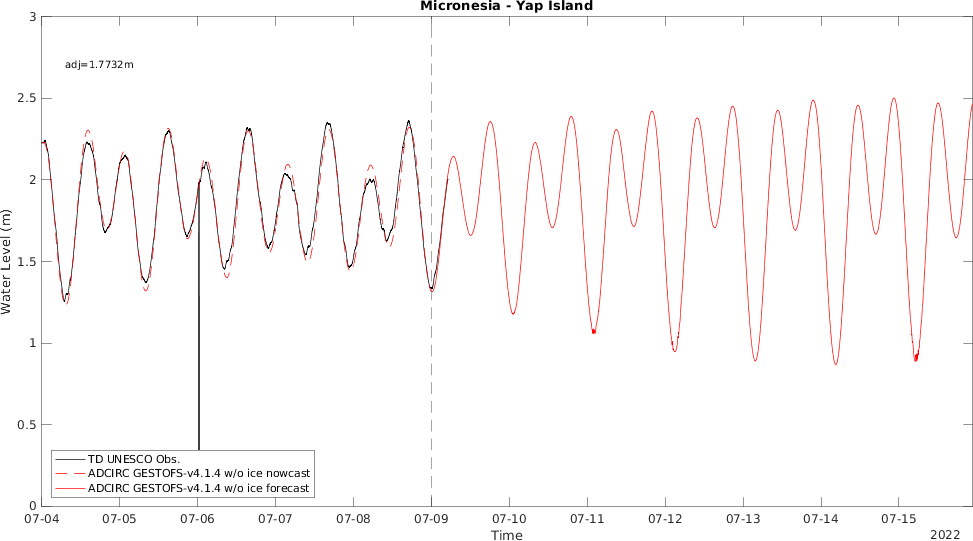 Micronesia - Yap Island
3
adj=1.7732m
2.5
2
1.5
1
0.5
0
Water Level (m)
TD UNESCO Obs.
ADCIRC GESTOFS-v4.1.4 w/o ice nowcast
ADCIRC GESTOFS-v4.1.4 w/o ice forecast
07-04 07-05 07-06 07-07 07-08 07-09 07-10 07-11 07-12 07-13 07-14 07-15
Time
2022